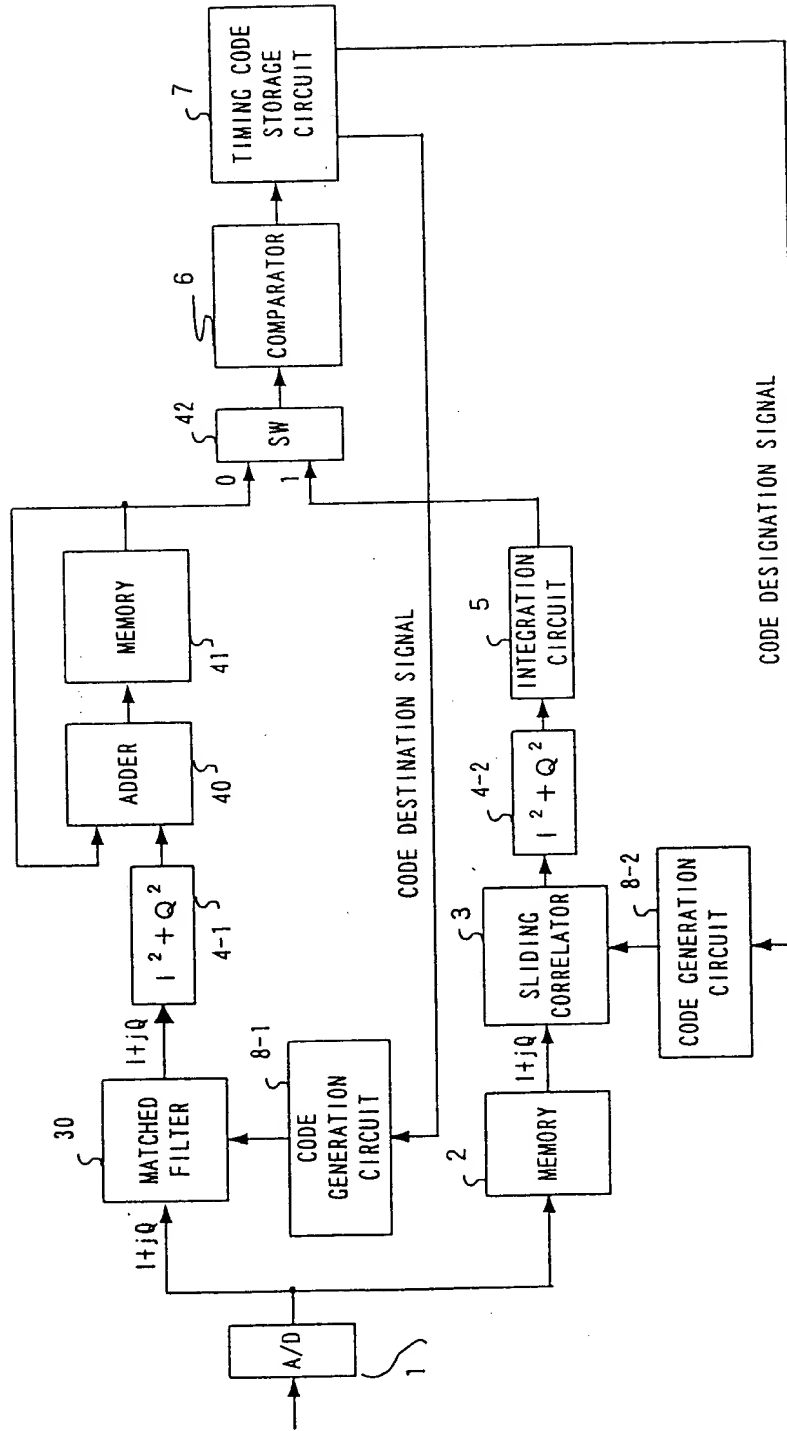 A/D
1
I+jQ
30
MATCHED
FILTER
I+jQ
I² + Q²
4-1
ADDER
40
MEMORY
41
8-1
CODE
GENERATION
CIRCUIT
CODE DESTINATION SIGNAL
0
1
42
SW
6
COMPARATOR
7
TIMING CODE
STORAGE
CIRCUIT
2
MEMORY
I+jQ
3
SLIDING
CORRELATOR
4-2
I² + Q²
5
INTEGRATION
CIRCUIT
8-2
CODE GENERATION
CIRCUIT
CODE DESIGNATION SIGNAL